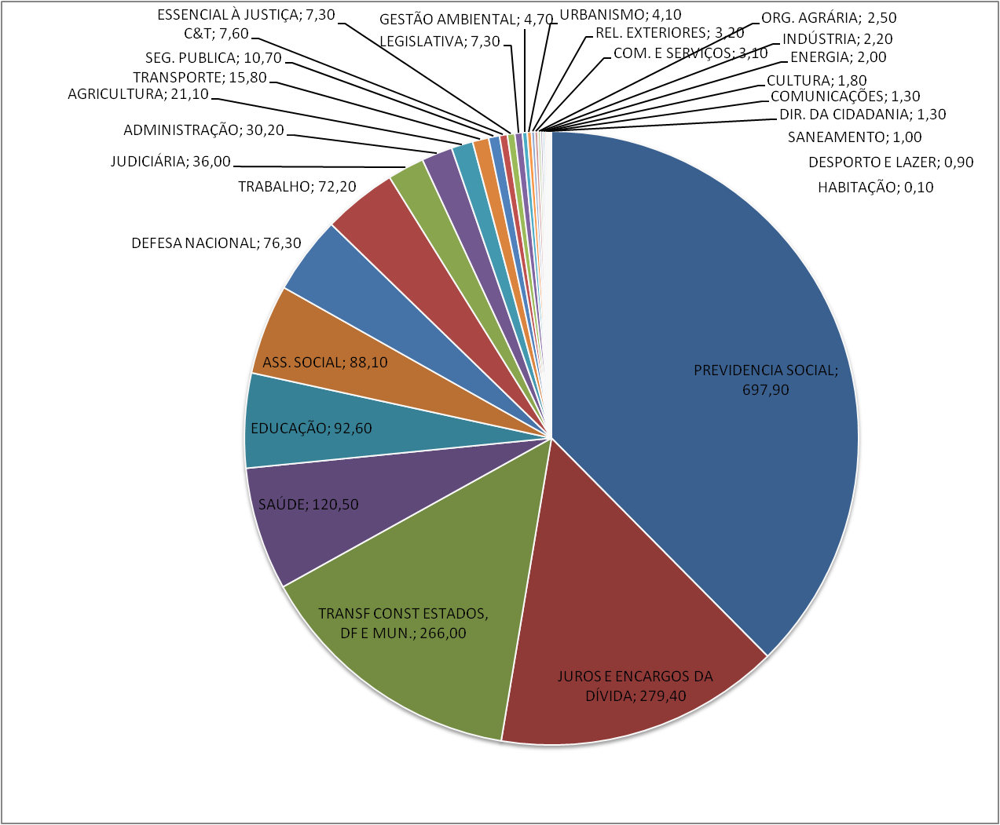 ESSENCIAL À JUSTIÇA; 7,30
GESTÃO AMBIENTAL; 4,70
URBANISMO; 4,10
ORG. AGRÁRIA; 2,50
C&T; 7,60
LEGISLATIVA; 7,30
REL. EXTERIORES; 3,20
INDÚSTRIA; 2,20
SEG. PUBLICA; 10,70
COM. E SERVIÇOS; 3,10
ENERGIA; 2,00
TRANSPORTE; 15,80
CULTURA; 1,80
AGRICULTURA; 21,10
COMUNICAÇÕES; 1,30
DIR. DA CIDADANIA; 1,30
ADMINISTRAÇÃO; 30,20
SANEAMENTO; 1,00
JUDICIÁRIA; 36,00
DESPORTO E LAZER; 0,90
TRABALHO; 72,20
HABITAÇÃO; 0,10
DEFESA NACIONAL; 76,30
ASS. SOCIAL; 88,10
PREVIDENCIA SOCIAL;
697,90
EDUCAÇÃO; 92,60
SAÚDE; 120,50
TRANSF CONST ESTADOS,
DF E MUN.; 266,00
JUROS E ENCARGOS DA
DÍVIDA; 279,40